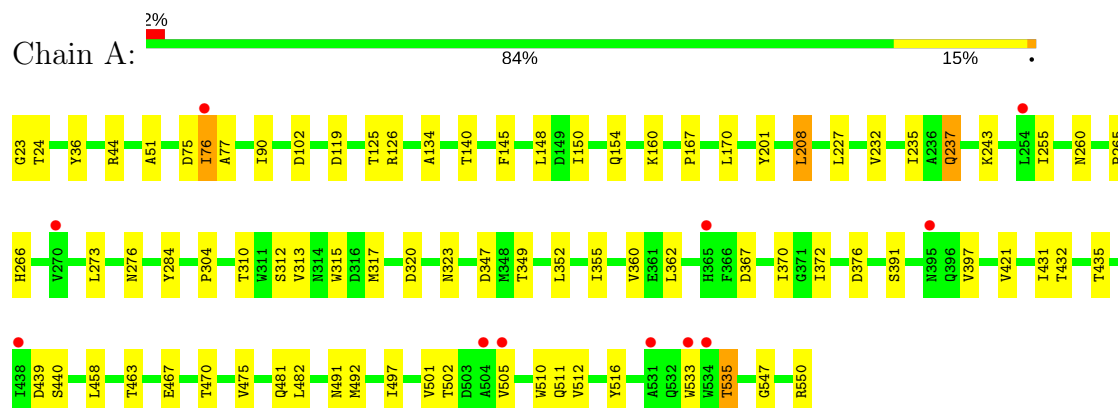 2%
Chain A:
84% 15% •
G23 T24 Y36 R44 A51 D75 I76 A77 I90 D102 D119 T125 R126 A134 T140 F145 L148 D149 I150 Q154 K160 P167 L170 Y201 L208 L227 V232 I235 A236 Q237 K243 L254 I255 N260
H266 V270 L273 N276 Y284 P304 T310 W311 S312 V313 N314 W315 D316 M317 D320 N323 D347 M348 T349 L352 I355 V360 E361 L362 H365 F366 D367 I370 G371 I372 D376 S391 N395 Q396 V397 V421 I431 T432 T435
I438 D439 S440 L458 T463 E467 T470 V475 Q481 L482 N491 M492 I497 V501 T502 D503 A504 V505 W510 Q511 V512 Y516 A531 Q532 W533 W534 T535 G547 R550